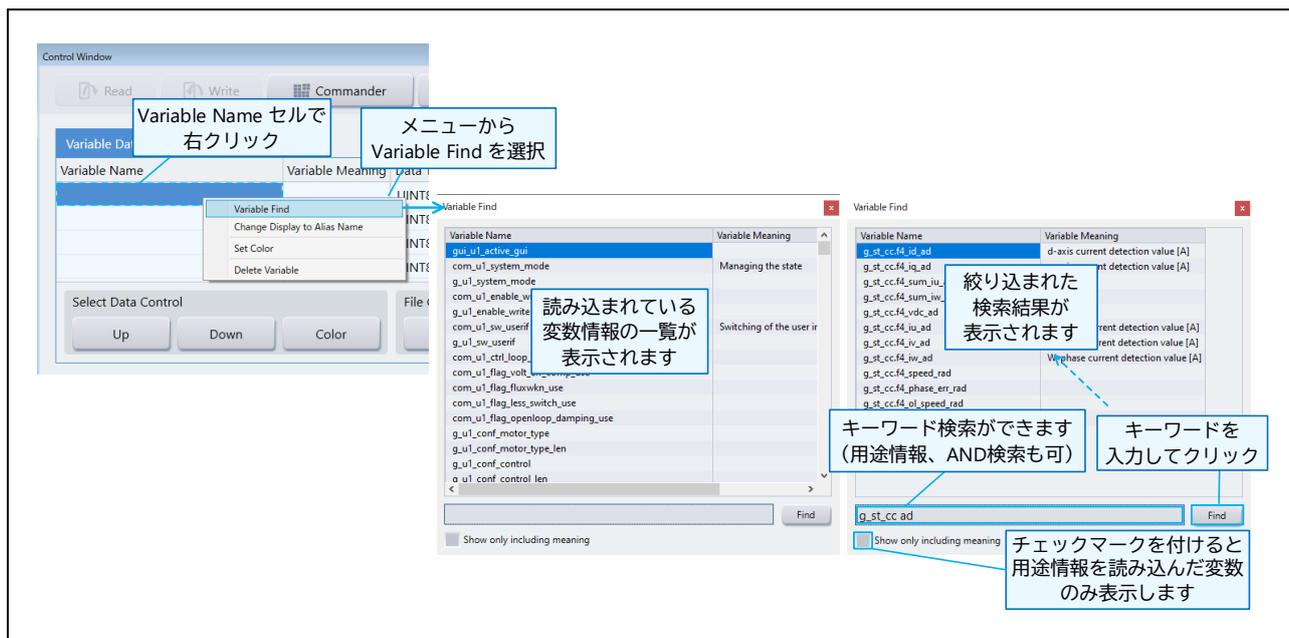 Control Window
Read
Write
Commander
Variable Name セルで
右クリック
メニューから
Variable Find を選択
Variable Name
Variable Meaning
UINT8
Variable Find
Change Display to Alias Name
Set Color
Delete Variable
Select Data Control
Up
Down
Color
Variable Find
Variable Name
Variable Meaning
gui_u1_active_gui
com_u1_system_mode
Managing the state
g_u1_system_mode
g_u1_enable_write
com_u1_sw_userif
Switching of the user
g_u1_sw_userif
読み込まれている
変数情報の一覧が
表示されます
com_u1_flag_fluxwkn_use
com_u1_flag_less_switch_use
com_u1_flag_openloop_damping_use
g_u1_conf_motor_type
g_u1_conf_motor_type_len
g_u1_conf_control
g_u1_conf_control_len
Find
Show only including meaning
Variable Find
Variable Name
Variable Meaning
g_st_cc.f4_id_ad
d-axis current detection value [A]
g_st_cc.f4_iq_ad
detection value [A]
g_st_cc.f4_vdc_ad
g_st_cc.f4_iu_ad
current detection value [A]
g_st_cc.f4_iv_ad
current detection value [A]
g_st_cc.f4_iw_ad
phase current detection value [A]
g_st_cc.f4_speed_rad
g_st_cc.f4_phase_err_rad
g_st_cc.f4_ol_speed_rad
絞り込まれた
検索結果が
表示されます
キーワード検索ができます
（用途情報、AND検索も可）
キーワードを
入力してクリック
g_st_cc ad
Find
Show only including meaning
チェックマークを付けると
用途情報を読み込んだ変数
のみ表示します